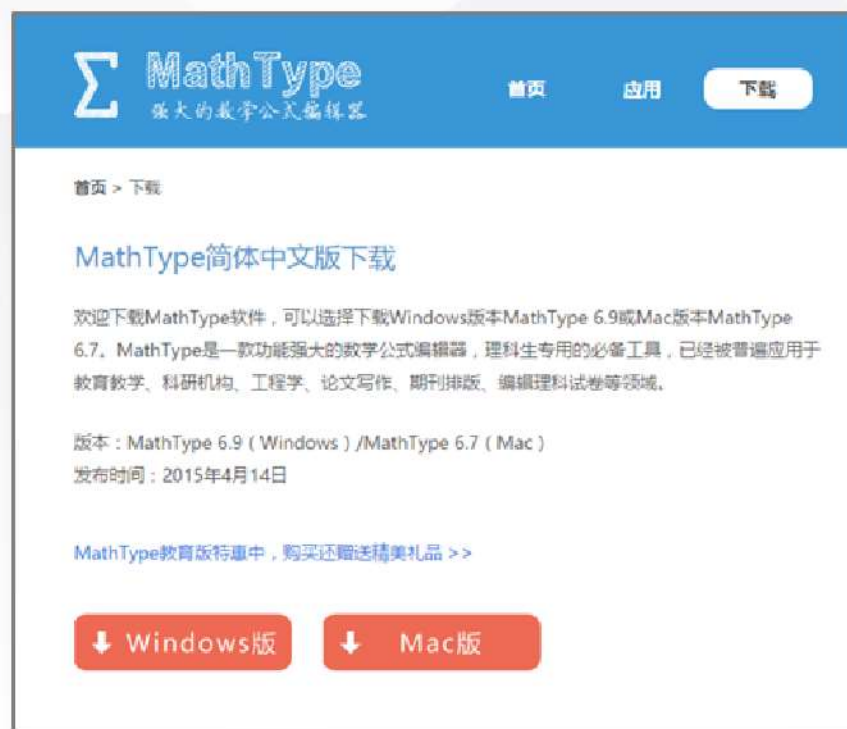 ∑ MathType
强大的数学公式编辑器
首页 应用 下载
首页 > 下载
MathType简体中文版下载
欢迎下载MathType软件，可以选择下载Windows版本MathType 6.9或Mac版本MathType
6.7。MathType是一款功能强大的数学公式编辑器，理科生专用的必备工具，已经被普遍应用于
教育教学、科研机构、工程学、论文写作、期刊排版、编辑理科试卷等领域。
版本：MathType 6.9（Windows）/MathType 6.7（Mac）
发布时间：2015年4月14日
MathType教育版特惠中，购买还赠送精美礼品 >>
Windows版 Mac版